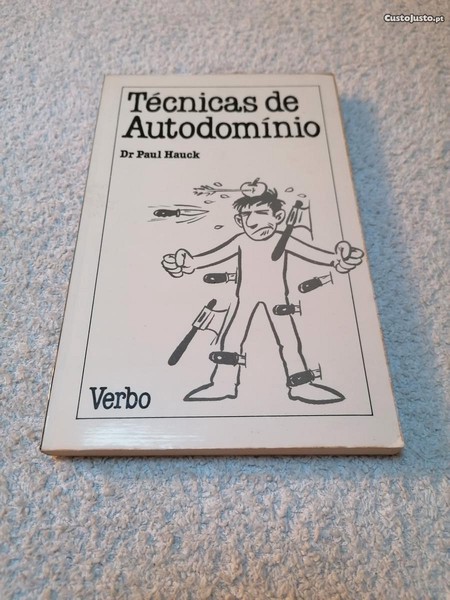 CustoJusto.pt
Técnicas de
Autodomínio
Dr Paul Hauck
Verbo